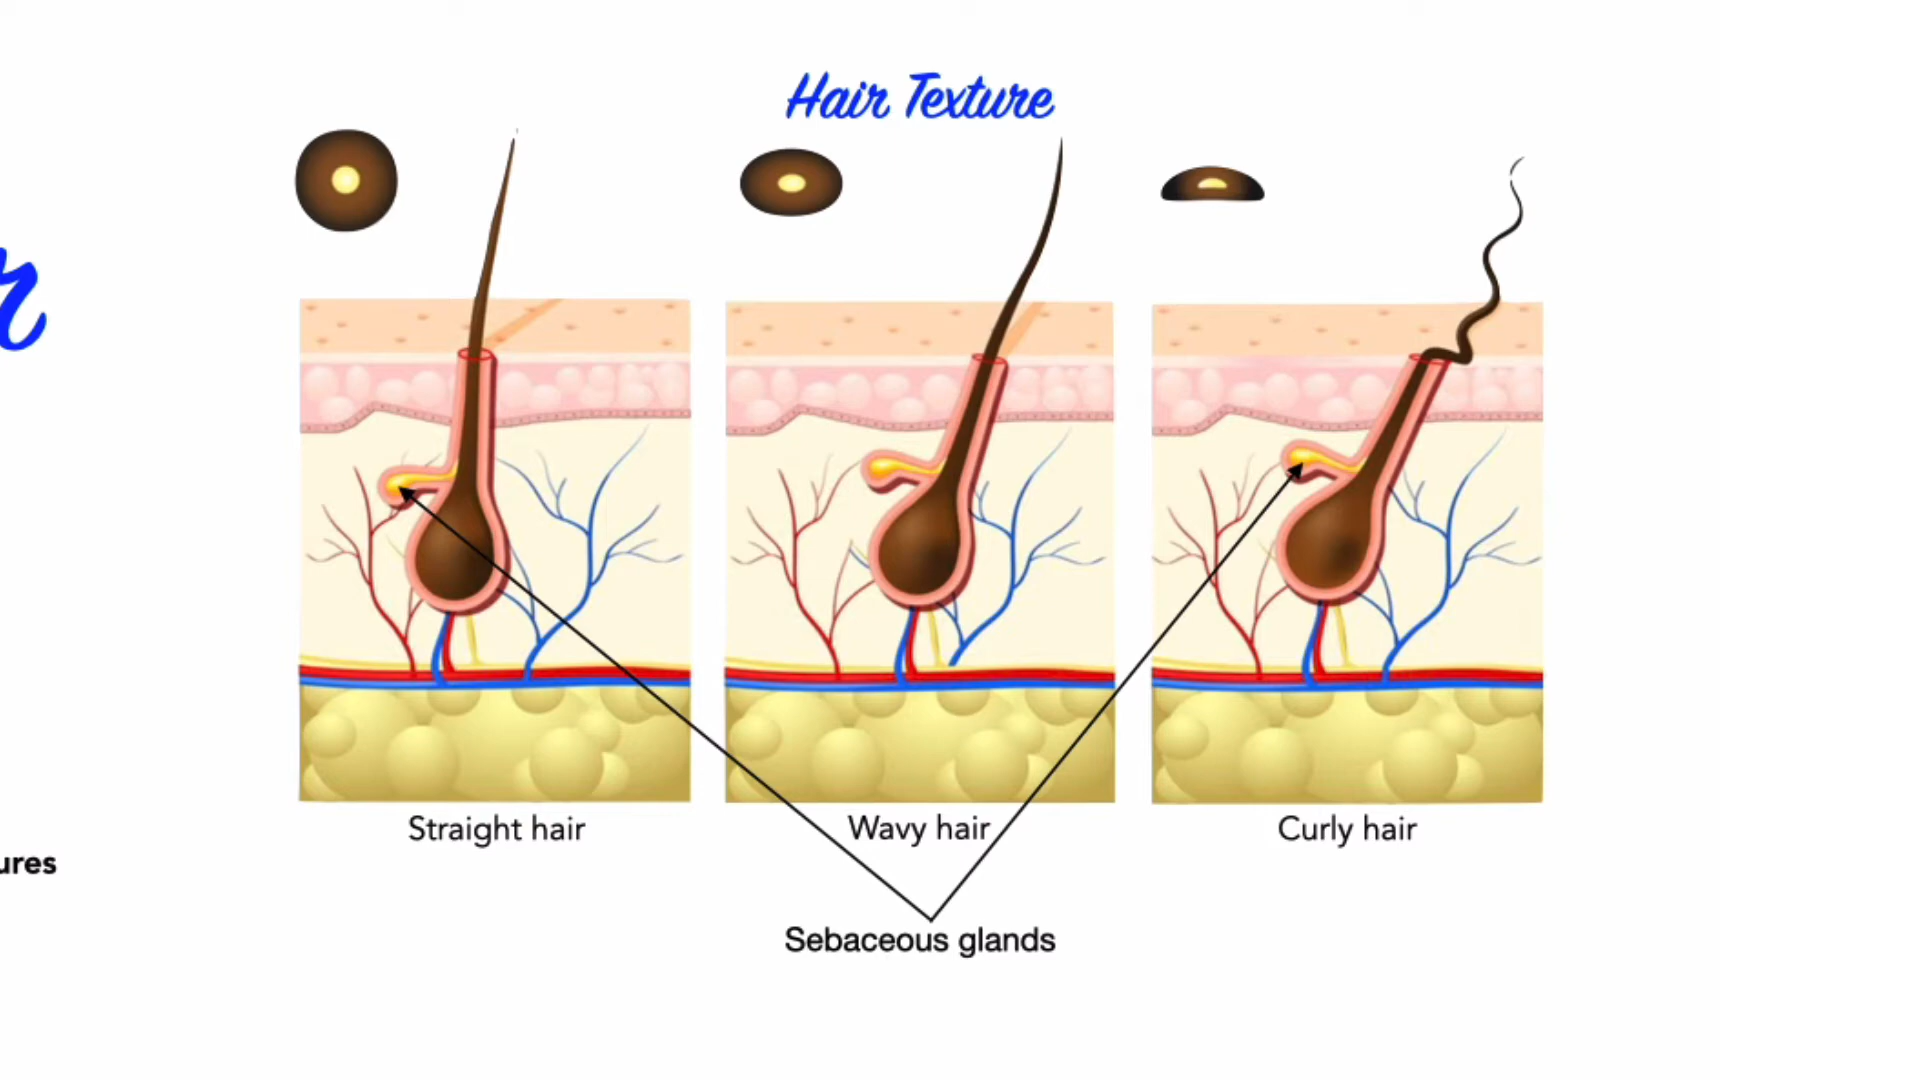 Hair Texture
r
ures
Straight hair
Wavy hair
Curly hair
Sebaceous glands